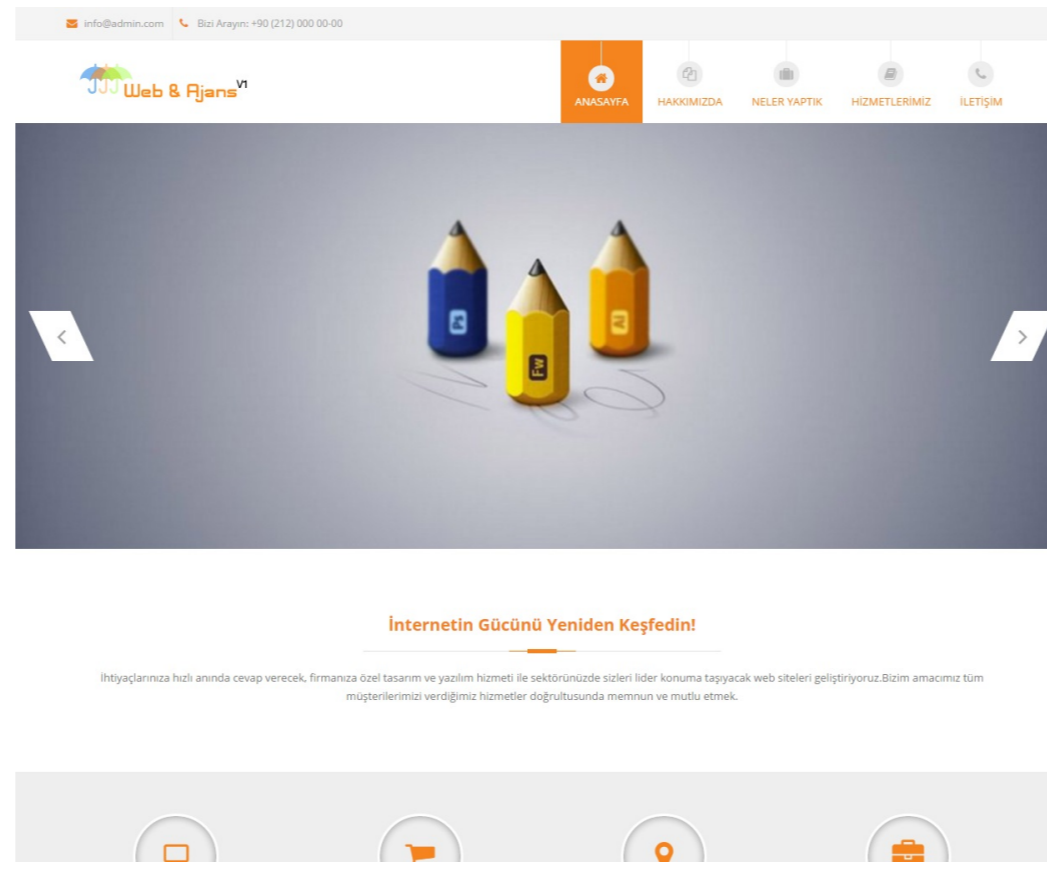 info@admin.com Bizi Arayın: +90 (212) 000 00-00
Web & Ajans V1
ANASAYFA HAKKIMIZDA NELER YAPTIK HİZMETLERİMİZ İLETİŞİM
Ps
Fw
Ai
İnternetin Gücünü Yeniden Keşfedin!
İhtiyaçlarınıza hızlı anında cevap verecek, firmanıza özel tasarım ve yazılım hizmeti ile sektörünüzde sizleri lider konuma taşıyacak web siteleri geliştiriyoruz.Bizim amacımız tüm
müşterilerimizi verdiğimiz hizmetler doğrultusunda memnun ve mutlu etmek.